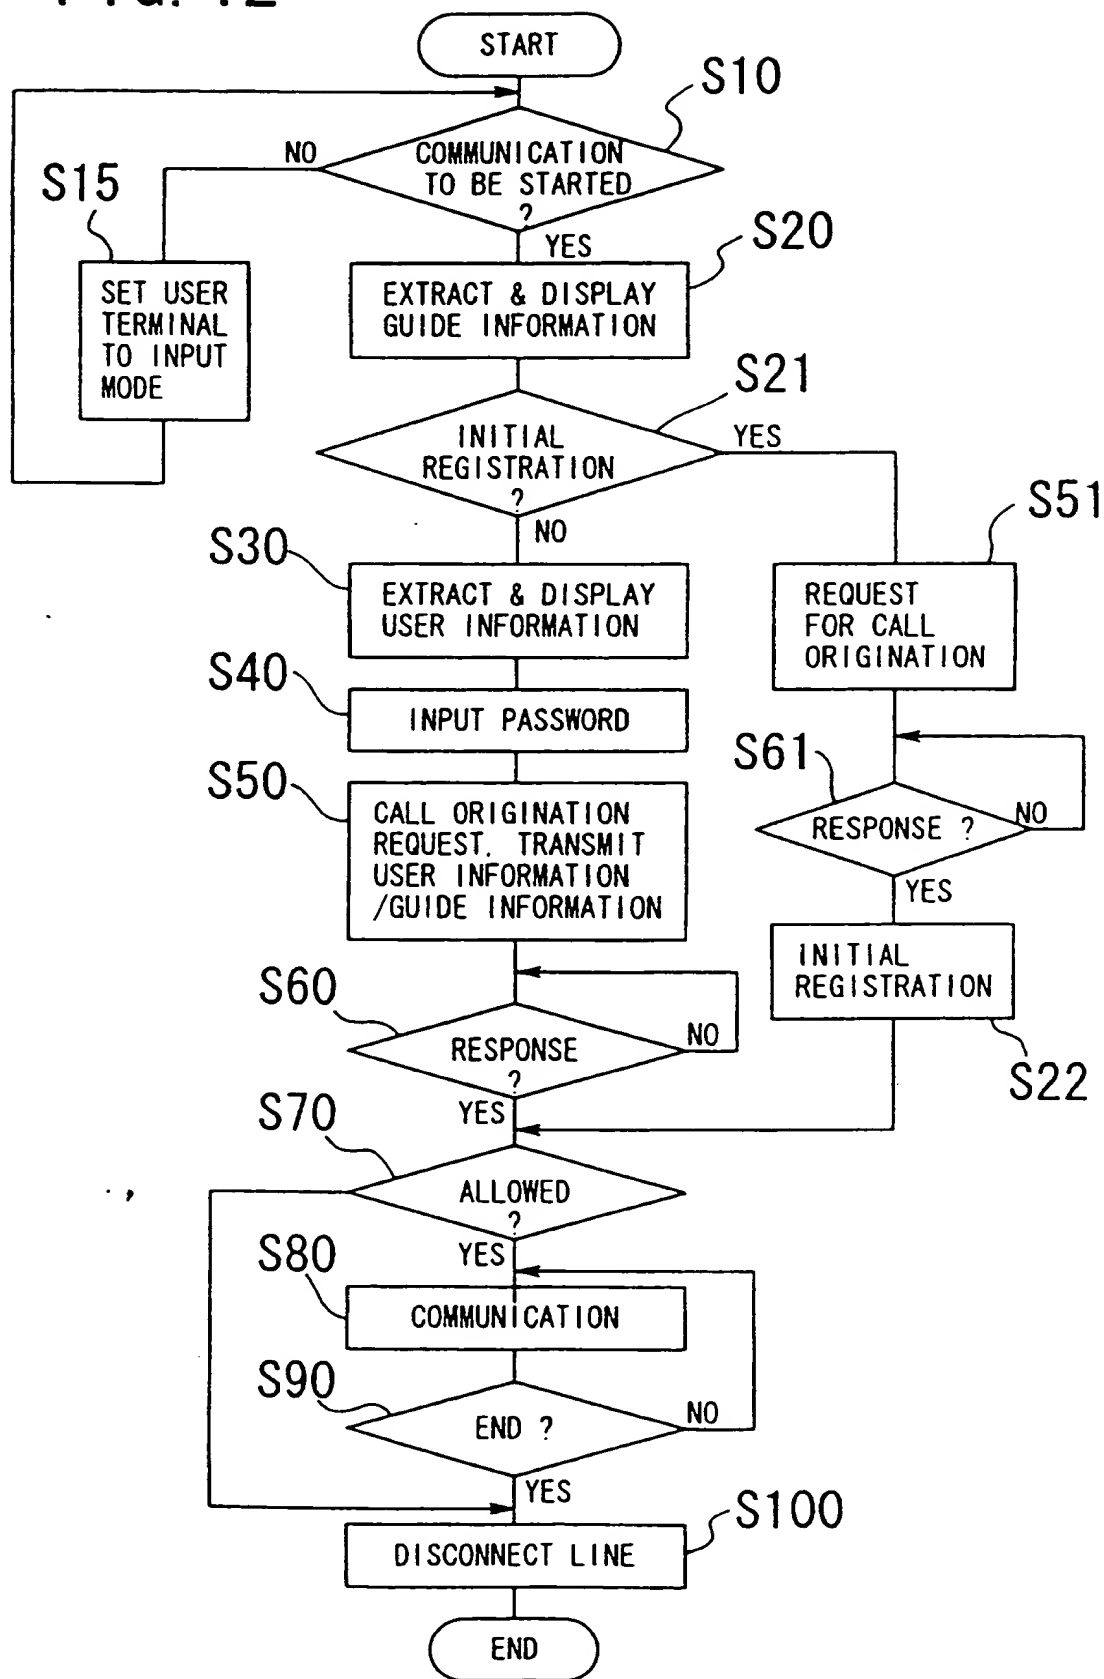 START
S10
COMMUNICATION
TO BE STARTED
?
NO
YES
S15
SET USER
TERMINAL
TO INPUT
MODE
S20
EXTRACT & DISPLAY
GUIDE INFORMATION
S21
INITIAL
REGISTRATION
?
YES
NO
S30
EXTRACT & DISPLAY
USER INFORMATION
S51
REQUEST
FOR CALL
ORIGINATION
S40
INPUT PASSWORD
S61
RESPONSE ?
NO
YES
S50
CALL ORIGINATION
REQUEST. TRANSMIT
USER INFORMATION
/GUIDE INFORMATION
INITIAL
REGISTRATION
S22
S60
RESPONSE
?
NO
YES
S70
ALLOWED
?
YES
S80
COMMUNICATION
S90
END ?
NO
YES
S100
DISCONNECT LINE
END